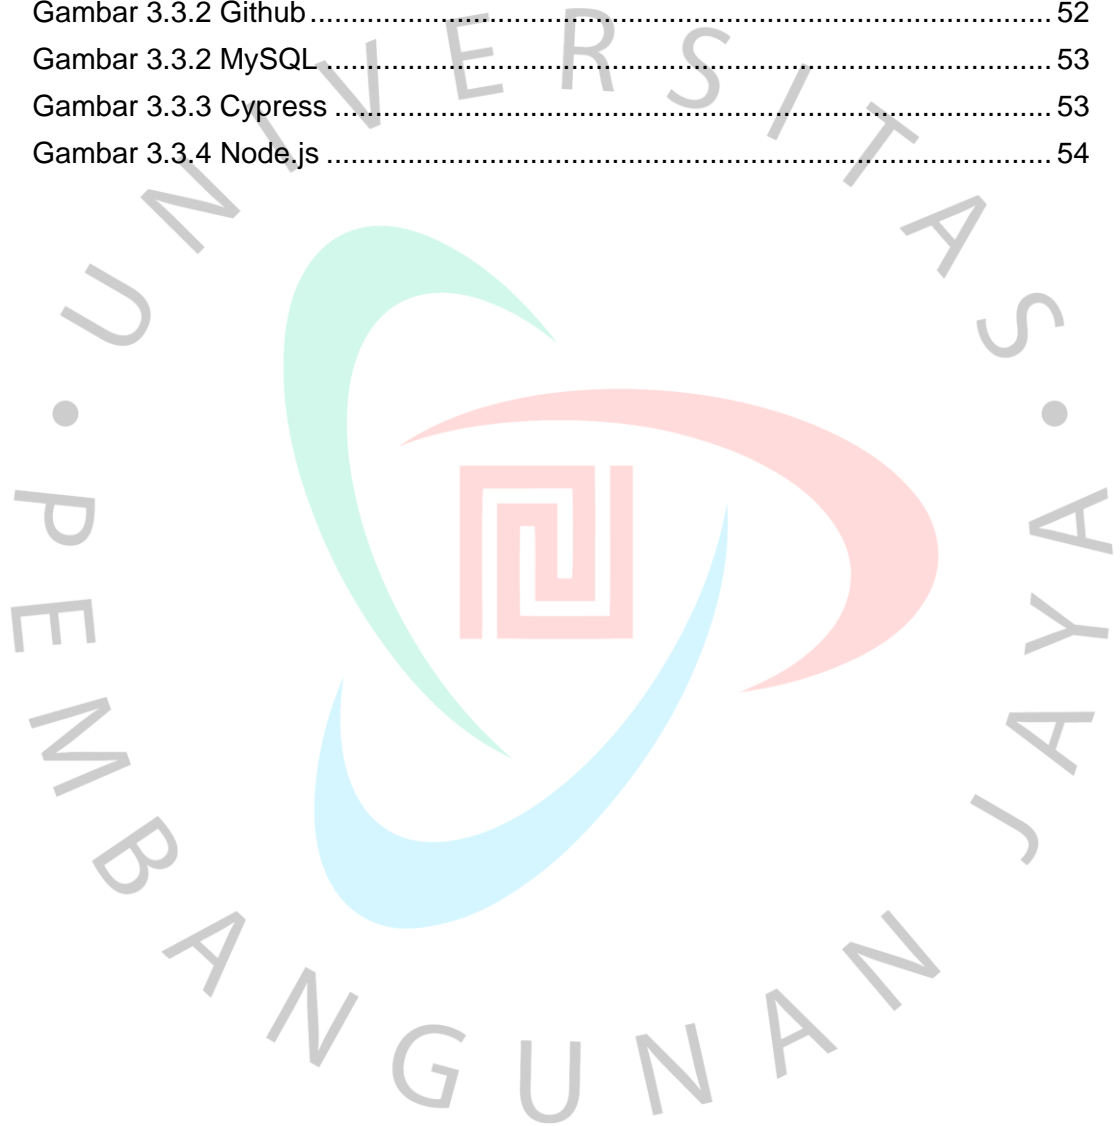 Gambar 3.3.2 Github .......................................................................................... 52
Gambar 3.3.2 MySQL ........................................................................................ 53
Gambar 3.3.3 Cypress ....................................................................................... 53
Gambar 3.3.4 Node.js ........................................................................................ 54
UNIVERSITAS
• PEMBANGUNAN JAYA •